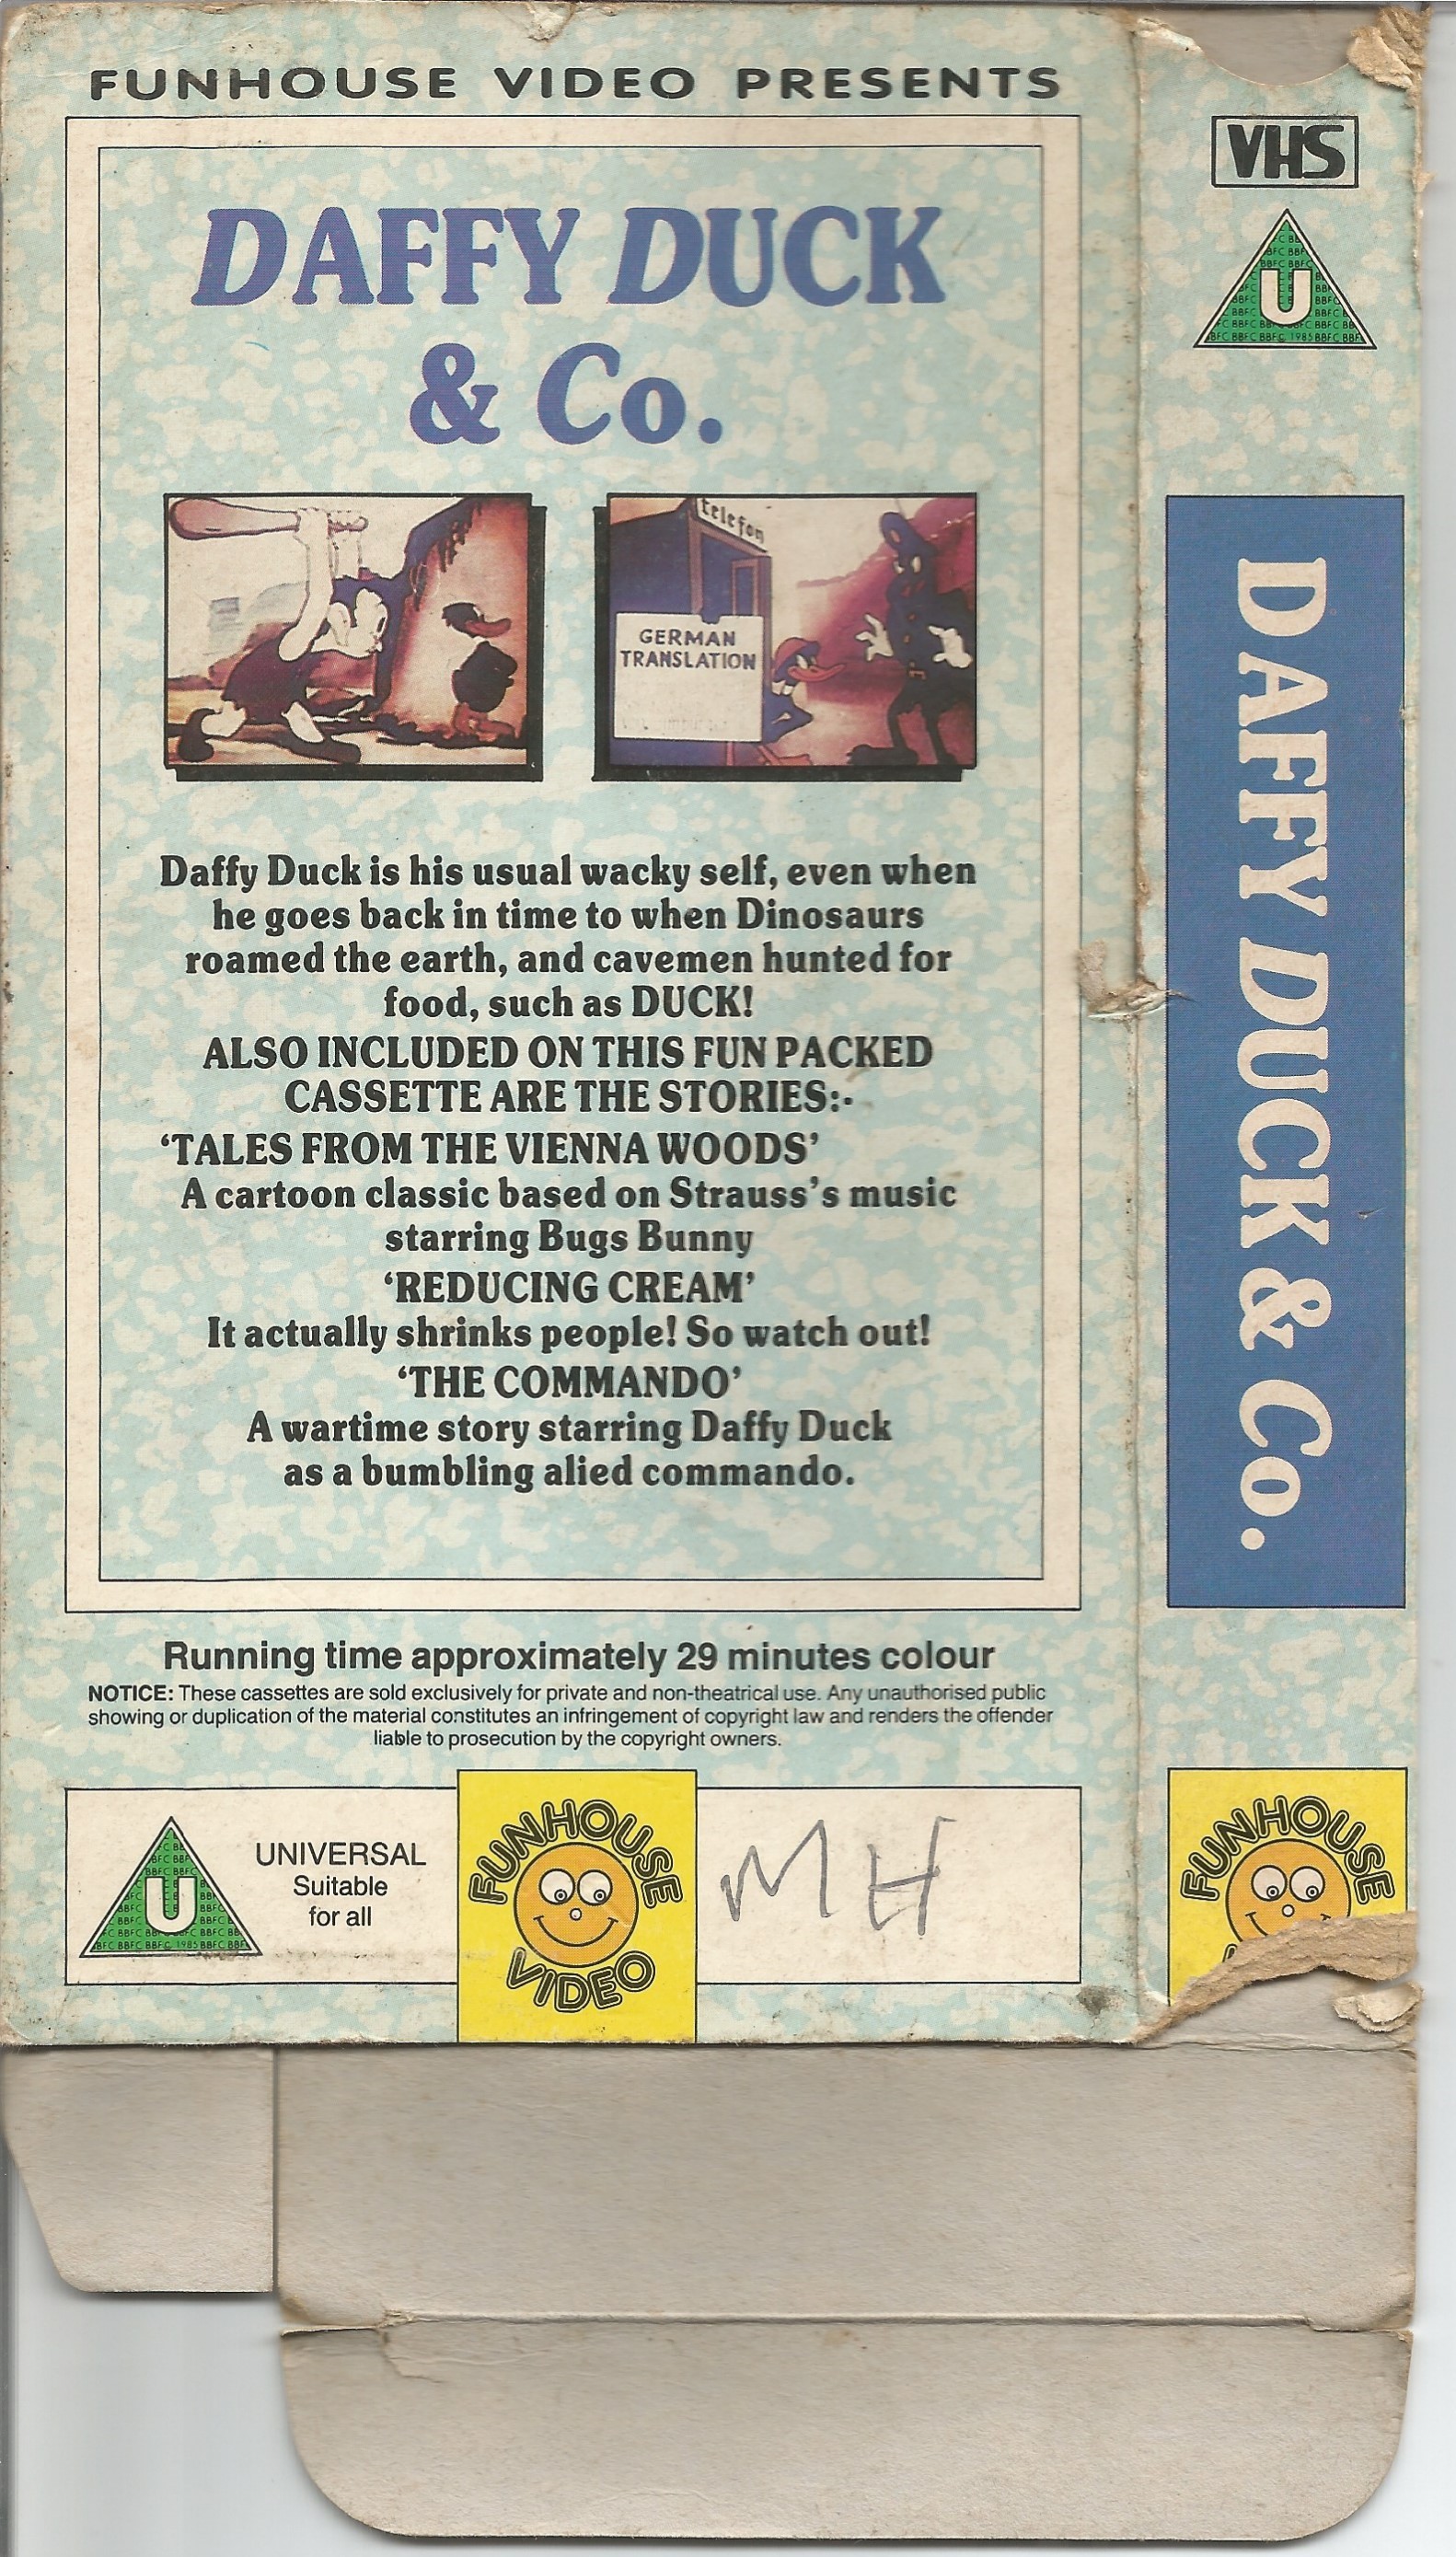 FUNHOUSE VIDEO PRESENTS
DAFFY DUCK
& Co.
telefon
GERMAN
TRANSLATION
Daffy Duck is his usual wacky self, even when
he goes back in time to when Dinosaurs
roamed the earth, and cavemen hunted for
food, such as DUCK!
ALSO INCLUDED ON THIS FUN PACKED
CASSETTE ARE THE STORIES:-
‘TALES FROM THE VIENNA WOODS’
A cartoon classic based on Strauss’s music
starring Bugs Bunny
‘REDUCING CREAM’
It actually shrinks people! So watch out!
‘THE COMMANDO’
A wartime story starring Daffy Duck
as a bumbling alied commando.
Running time approximately 29 minutes colour
NOTICE: These cassettes are sold exclusively for private and non-theatrical use. Any unauthorised public
showing or duplication of the material constitutes an infringement of copyright law and renders the offender
liable to prosecution by the copyright owners.
U
UNIVERSAL
Suitable
for all
FUNHOUSE
VIDEO
MH
VHS
U
DAFFY DUCK & Co.
FUNHOUSE